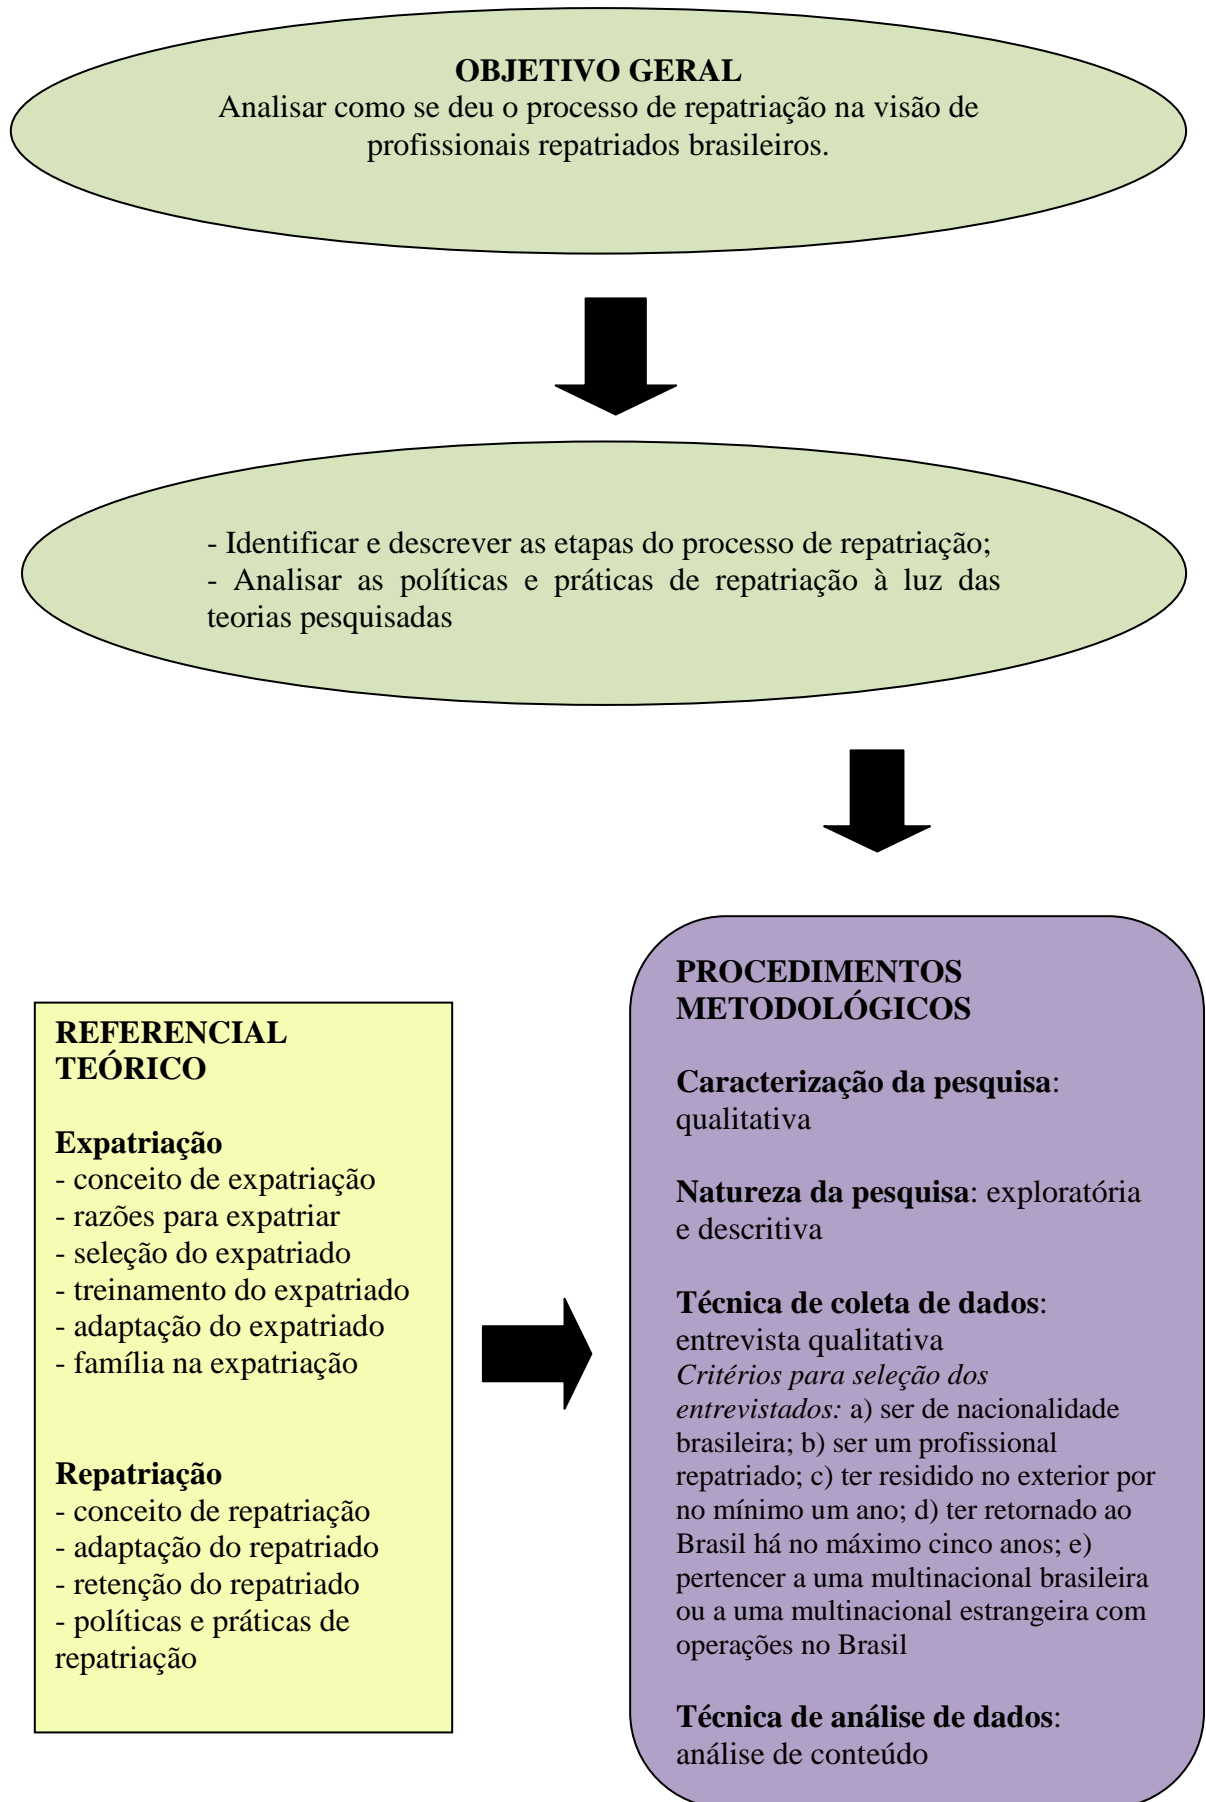 OBJETIVO GERAL
Analisar como se deu o processo de repatriação na visão de
profissionais repatriados brasileiros.
- Identificar e descrever as etapas do processo de repatriação;
- Analisar as políticas e práticas de repatriação à luz das
teorias pesquisadas
REFERENCIAL
TEÓRICO
Expatriação
- conceito de expatriação
- razões para expatriar
- seleção do expatriado
- treinamento do expatriado
- adaptação do expatriado
- família na expatriação
Repatriação
- conceito de repatriação
- adaptação do repatriado
- retenção do repatriado
- políticas e práticas de
repatriação
PROCEDIMENTOS
METODOLÓGICOS
Caracterização da pesquisa:
qualitativa
Natureza da pesquisa: exploratória
e descritiva
Técnica de coleta de dados:
entrevista qualitativa
Critérios para seleção dos
entrevistados: a) ser de nacionalidade
brasileira; b) ser um profissional
repatriado; c) ter residido no exterior por
no mínimo um ano; d) ter retornado ao
Brasil há no máximo cinco anos; e)
pertencer a uma multinacional brasileira
ou a uma multinacional estrangeira com
operações no Brasil
Técnica de análise de dados:
análise de conteúdo